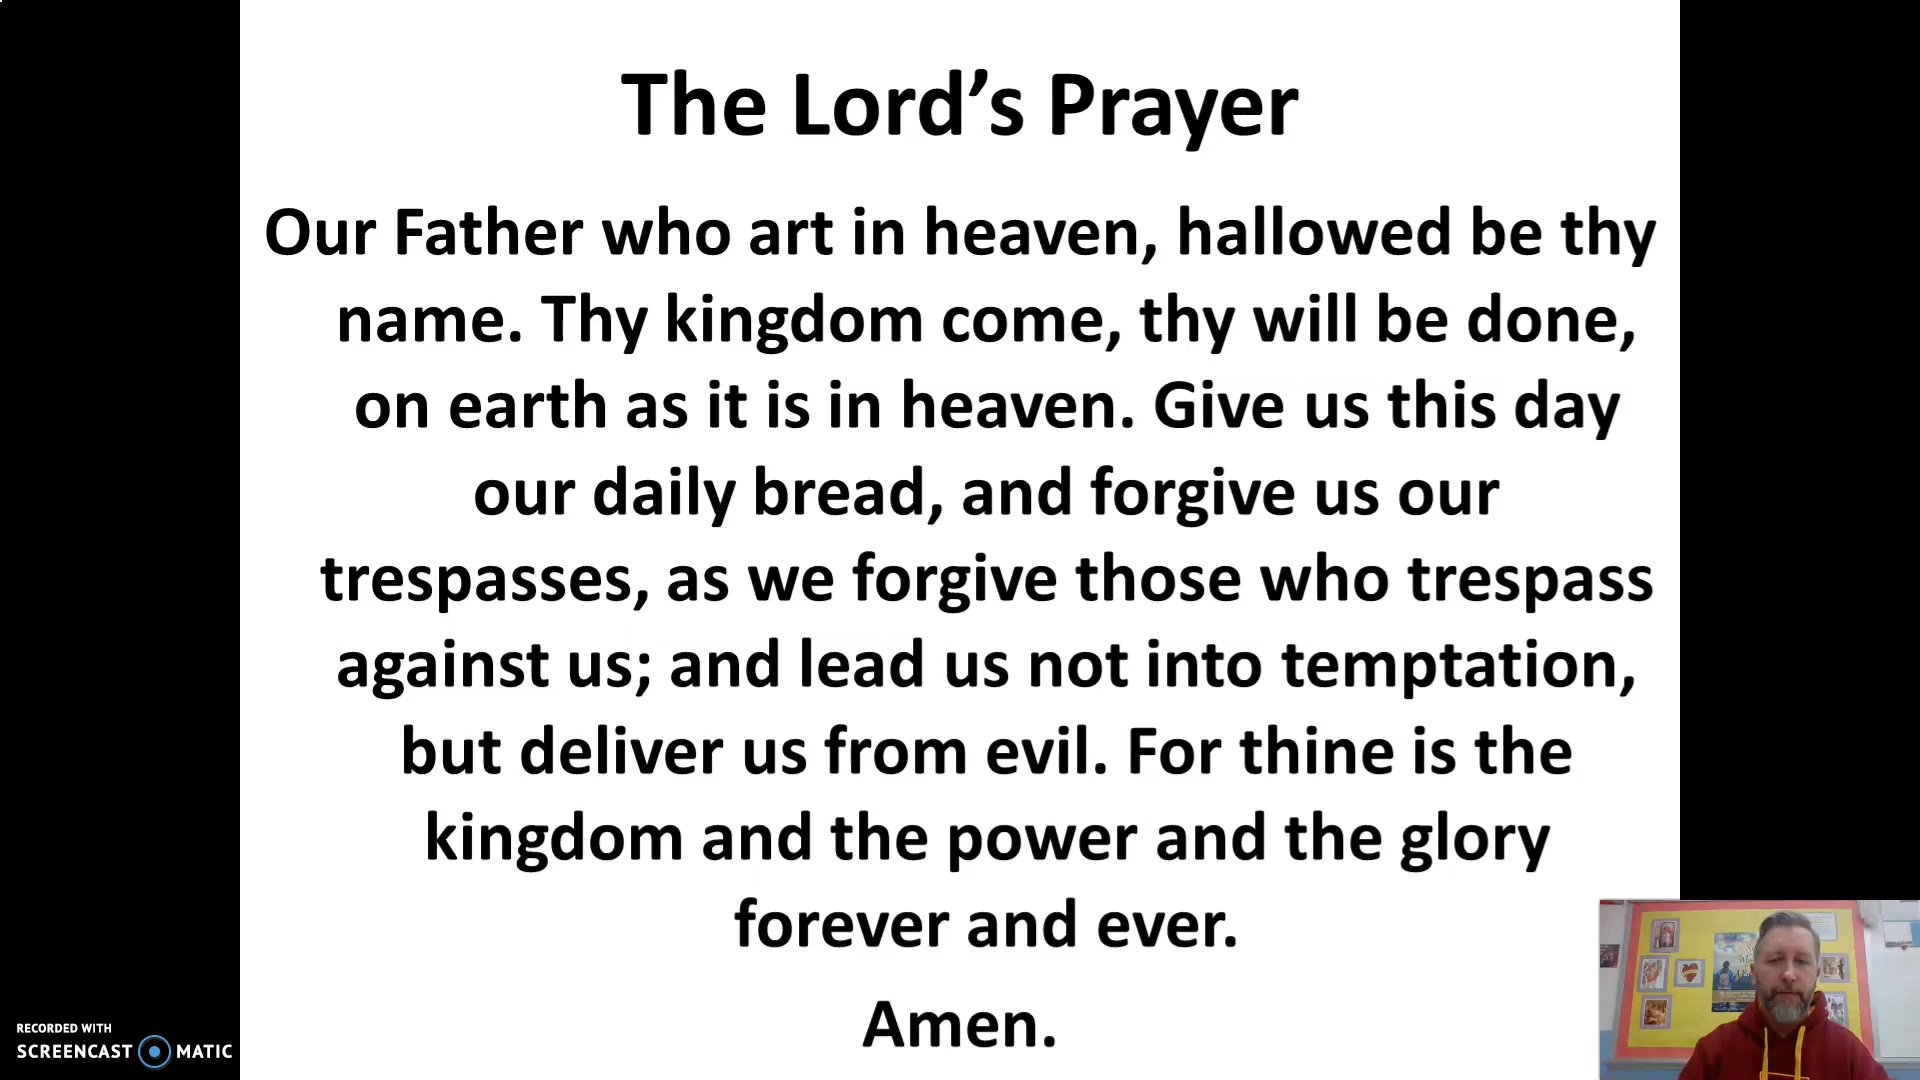 The Lord’s Prayer
Our Father who art in heaven, hallowed be thy
name. Thy kingdom come, thy will be done,
on earth as it is in heaven. Give us this day
our daily bread, and forgive us our
trespasses, as we forgive those who trespass
against us; and lead us not into temptation,
but deliver us from evil. For thine is the
kingdom and the power and the glory
forever and ever.
Amen.
RECORDED WITH
SCREENCAST MATIC